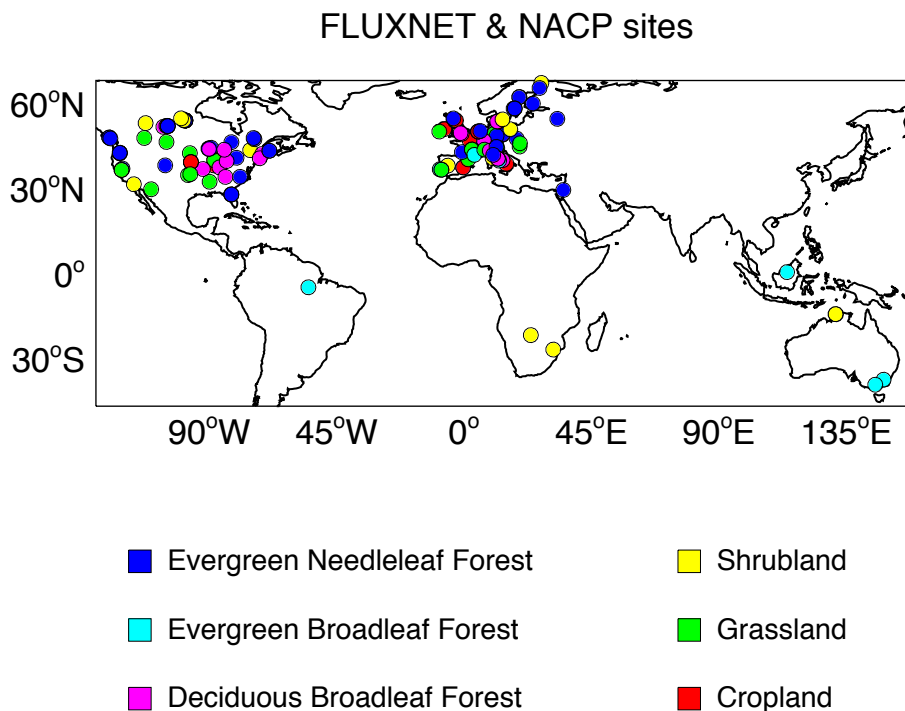 FLUXNET & NACP sites
60°N
30°N
0°
30°S
90°W 45°W 0° 45°E 90°E 135°E
Evergreen Needleleaf Forest
Shrubland
Evergreen Broadleaf Forest
Grassland
Deciduous Broadleaf Forest
Cropland